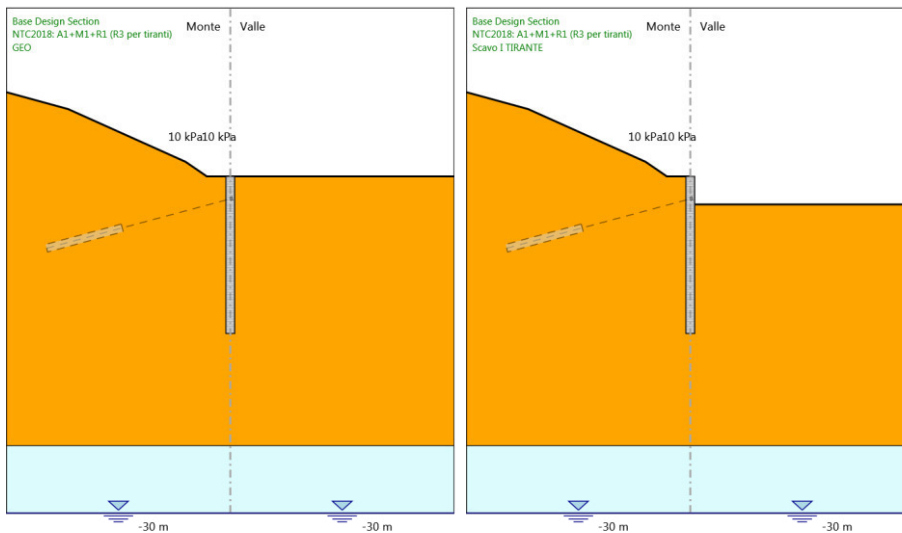 Base Design Section
NTC2018: A1+M1+R1 (R3 per tiranti)
GEO
Monte
Valle
10 kPa10 kPa
-30 m
-30 m
Base Design Section
NTC2018: A1+M1+R1 (R3 per tiranti)
Scavo I TIRANTE
Monte
Valle
10 kPa10 kPa
-30 m
-30 m